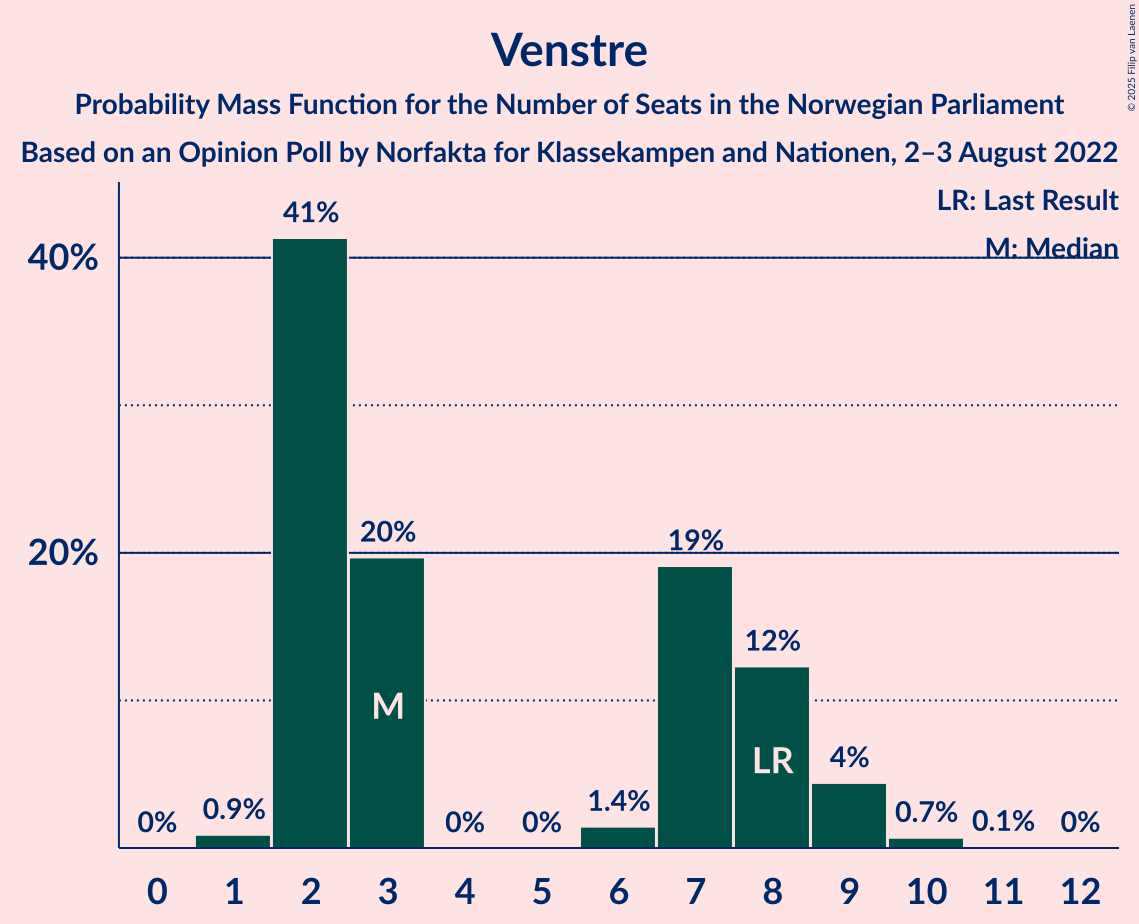 Venstre
Probability Mass Function for the Number of Seats in the Norwegian Parliament
Based on an Opinion Poll by Norfakta for Klassekampen and Nationen, 2–3 August 2022
© 2025 Filip van Laenen
LR: Last Result
M: Median
40%
20%
0%
0.9%
41%
20%
0%
0%
1.4%
19%
12%
4%
0.7%
0.1%
0%
M
LR
0 1 2 3 4 5 6 7 8 9 10 11 12